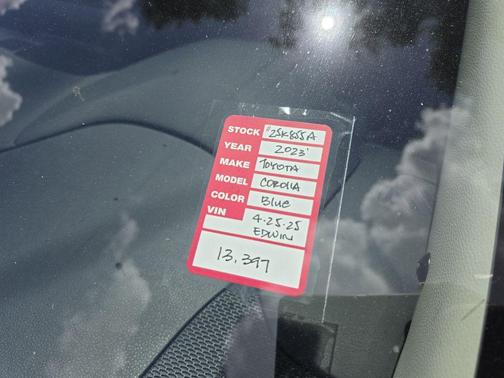 STOCK #25K855A
YEAR 2023'
MAKE TOYOTA
MODEL COROLLA
COLOR BLUE
VIN 4.25.25
EDWIN
13,397